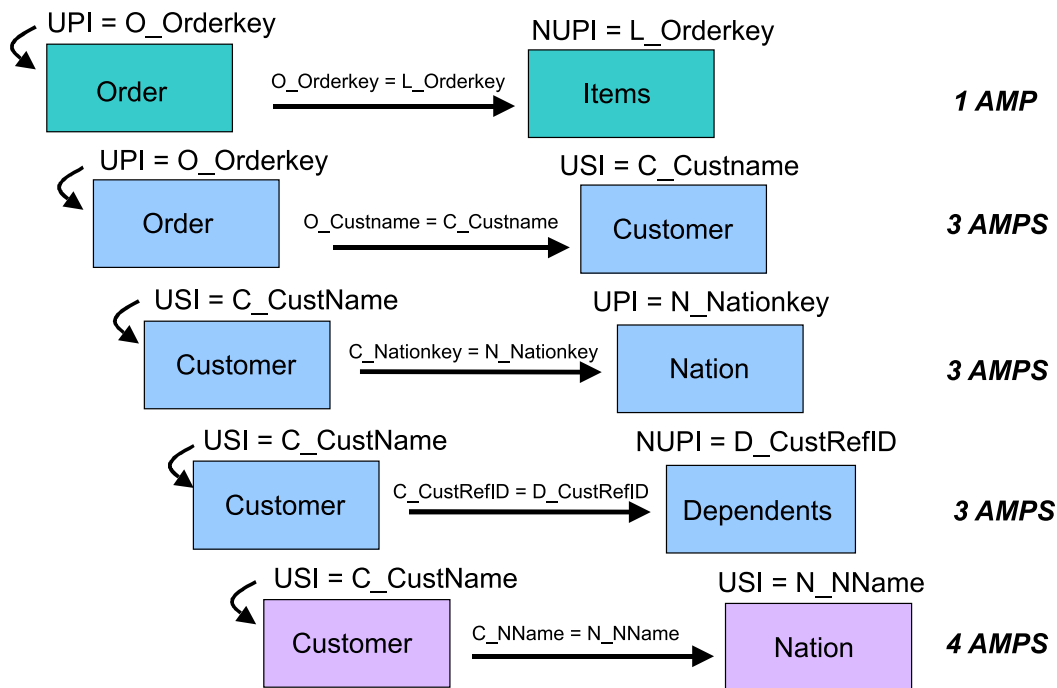 UPI = O_Orderkey
NUPI = L_Orderkey
Order
O_Orderkey = L_Orderkey
Items
1 AMP
UPI = O_Orderkey
USI = C_Custname
Order
O_Custname = C_Custname
Customer
3 AMPS
USI = C_CustName
UPI = N_Nationkey
Customer
C_Nationkey = N_Nationkey
Nation
3 AMPS
USI = C_CustName
NUPI = D_CustRefID
Customer
C_CustRefID = D_CustRefID
Dependents
3 AMPS
USI = C_CustName
USI = N_NName
Customer
C_NName = N_NName
Nation
4 AMPS